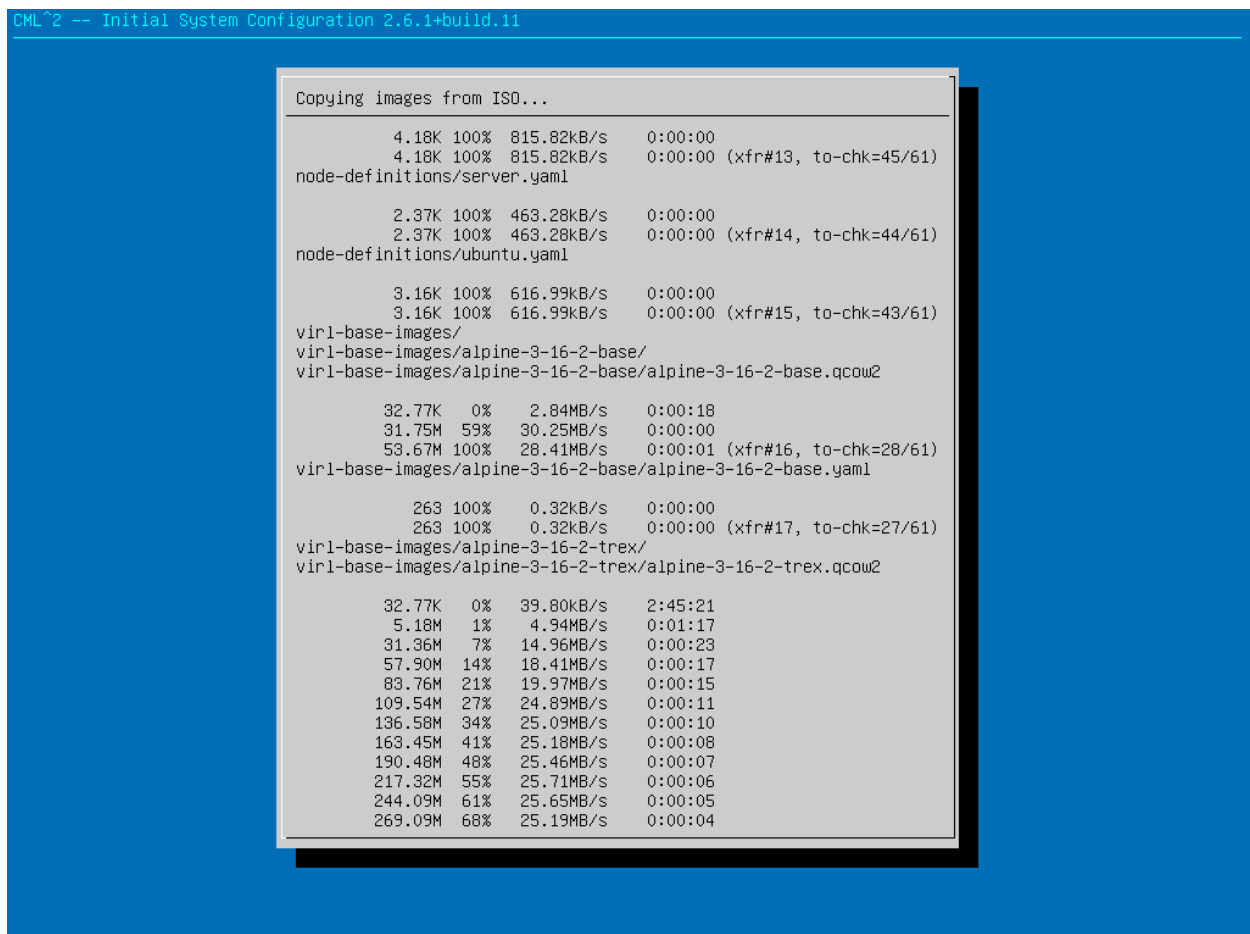 CML^2 -- Initial System Configuration 2.6.1+build.11
Copying images from ISO...
4.18K 100% 815.82kB/s 0:00:00
4.18K 100% 815.82kB/s 0:00:00 (xfr#13, to-chk=45/61)
node-definitions/server.yaml
2.37K 100% 463.28kB/s 0:00:00
2.37K 100% 463.28kB/s 0:00:00 (xfr#14, to-chk=44/61)
node-definitions/ubuntu.yaml
3.16K 100% 616.99kB/s 0:00:00
3.16K 100% 616.99kB/s 0:00:00 (xfr#15, to-chk=43/61)
virl-base-images/
virl-base-images/alpine-3-16-2-base/
virl-base-images/alpine-3-16-2-base/alpine-3-16-2-base.qcow2
32.77K 0% 2.84MB/s 0:00:18
31.75M 59% 30.25MB/s 0:00:00
53.67M 100% 28.41MB/s 0:00:01 (xfr#16, to-chk=28/61)
virl-base-images/alpine-3-16-2-base/alpine-3-16-2-base.yaml
263 100% 0.32kB/s 0:00:00
263 100% 0.32kB/s 0:00:00 (xfr#17, to-chk=27/61)
virl-base-images/alpine-3-16-2-trex/
virl-base-images/alpine-3-16-2-trex/alpine-3-16-2-trex.qcow2
32.77K 0% 39.80kB/s 2:45:21
5.18M 1% 4.94MB/s 0:01:17
31.36M 7% 14.96MB/s 0:00:23
57.90M 14% 18.41MB/s 0:00:17
83.76M 21% 19.97MB/s 0:00:15
109.54M 27% 24.89MB/s 0:00:11
136.58M 34% 25.09MB/s 0:00:10
163.45M 41% 25.18MB/s 0:00:08
190.48M 48% 25.46MB/s 0:00:07
217.32M 55% 25.71MB/s 0:00:06
244.09M 61% 25.65MB/s 0:00:05
269.09M 68% 25.19MB/s 0:00:04